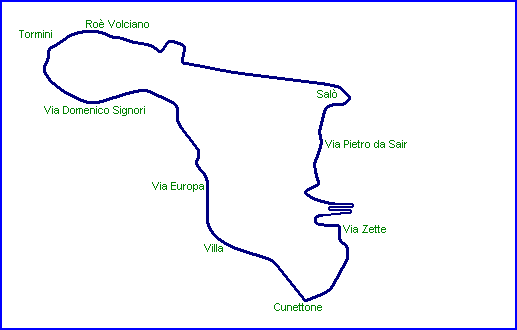 Roè Volciano
Tormini
Salò
Via Domenico Signori
Via Pietro da Sair
Via Europa
Via Zette
Villa
Cunettone